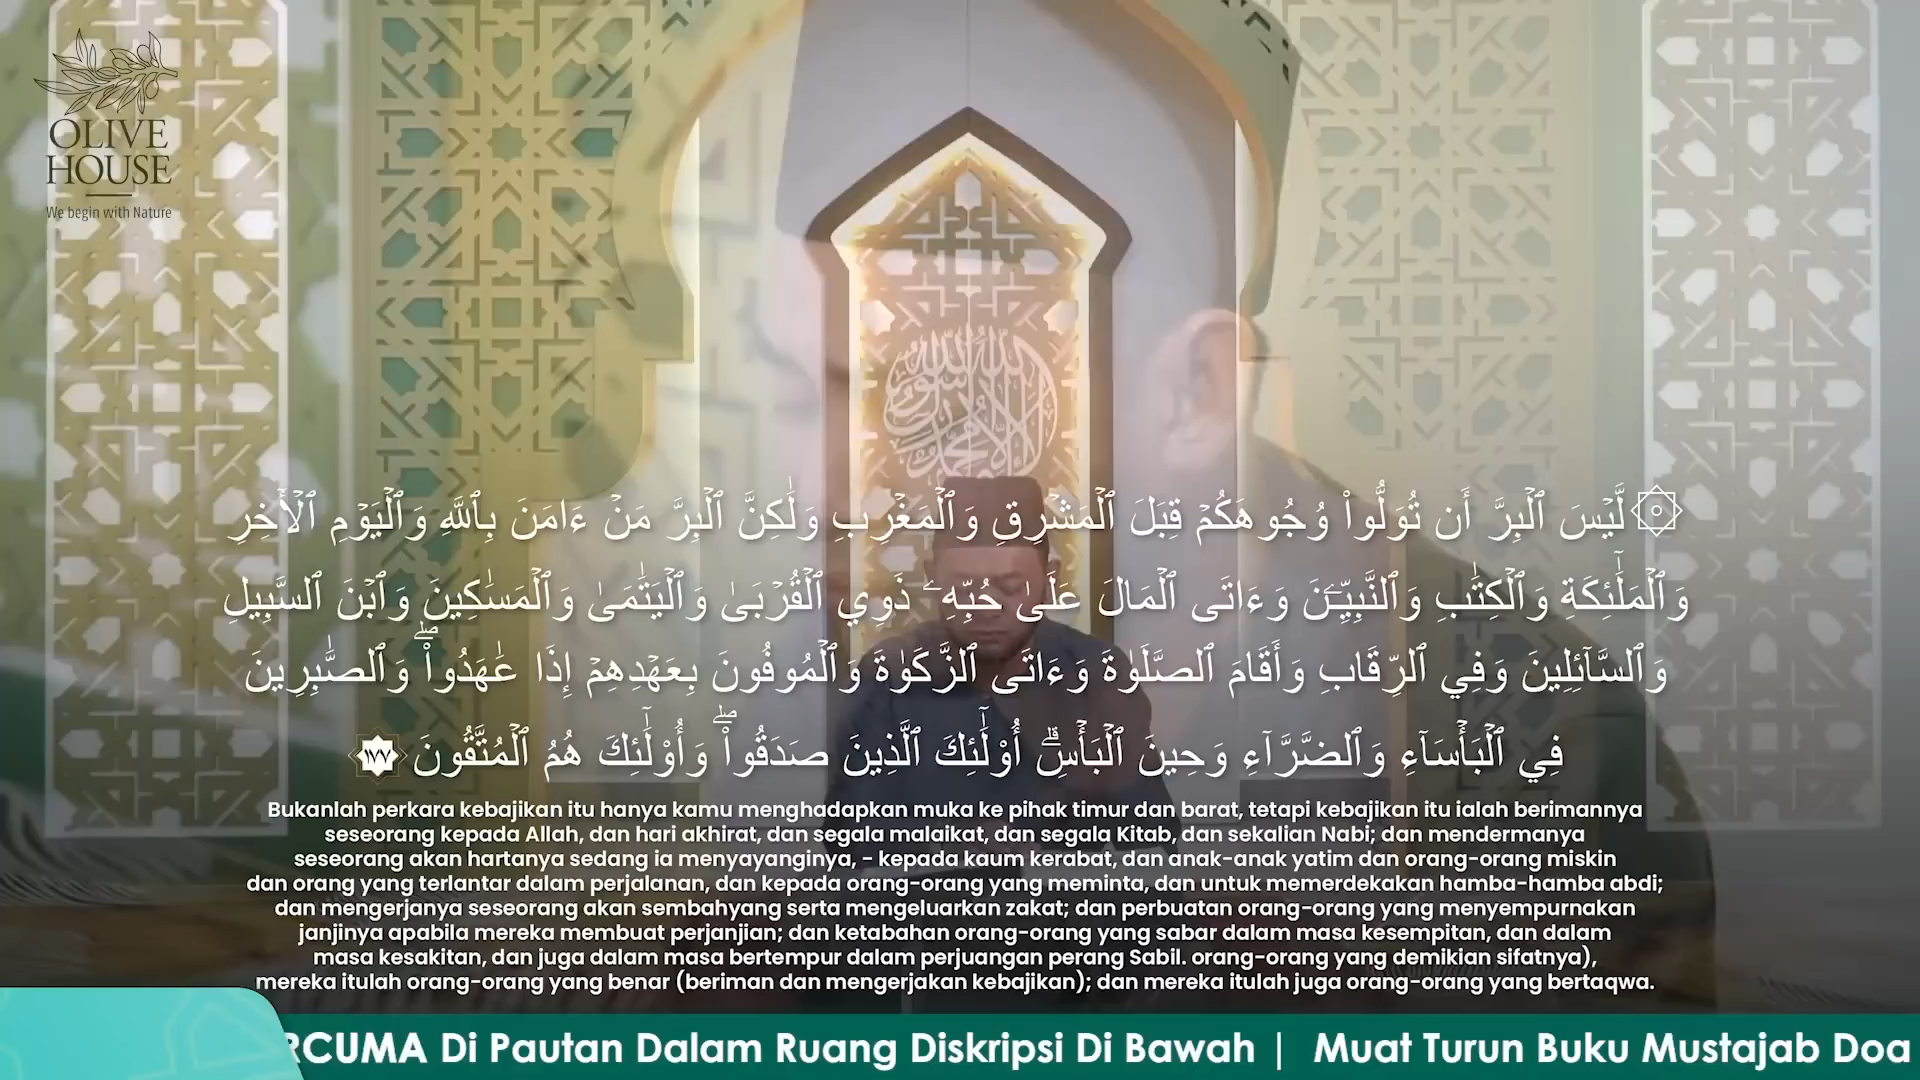 OLIVE
HOUSE
We begin with Nature
۞ لَّيْسَ ٱلْبِرَّ أَن تُوَلُّوا۟ وُجُوهَكُمْ قِبَلَ ٱلْمَشْرِقِ وَٱلْمَغْرِبِ وَلَٰكِنَّ ٱلْبِرَّ مَنْ ءَامَنَ بِٱللَّهِ وَٱلْيَوْمِ ٱلْءَاخِرِ
وَٱلْمَلَٰٓئِكَةِ وَٱلْكِتَٰبِ وَٱلنَّبِيِّـۧنَ وَءَاتَى ٱلْمَالَ عَلَىٰ حُبِّهِۦ ذَوِي ٱلْقُرْبَىٰ وَٱلْيَتَٰمَىٰ وَٱلْمَسَٰكِينَ وَٱبْنَ ٱلسَّبِيلِ
وَٱلسَّآئِلِينَ وَفِي ٱلرِّقَابِ وَأَقَامَ ٱلصَّلَوٰةَ وَءَاتَى ٱلزَّكَوٰةَ وَٱلْمُوفُونَ بِعَهْدِهِمْ إِذَا عَٰهَدُوا۟ۖ وَٱلصَّٰبِرِينَ
فِي ٱلْبَأْسَآءِ وَٱلضَّرَّآءِ وَحِينَ ٱلْبَأْسِۗ أُو۟لَٰٓئِكَ ٱلَّذِينَ صَدَقُوا۟ۖ وَأُو۟لَٰٓئِكَ هُمُ ٱلْمُتَّقُونَ ١٧٧
Bukanlah perkara kebajikan itu hanya kamu menghadapkan muka ke pihak timur dan barat, tetapi kebajikan itu ialah berimannya
seseorang kepada Allah, dan hari akhirat, dan segala malaikat, dan segala Kitab, dan sekalian Nabi; dan mendermanya
seseorang akan hartanya sedang ia menyayanginya, - kepada kaum kerabat, dan anak-anak yatim dan orang-orang miskin
dan orang yang terlantar dalam perjalanan, dan kepada orang-orang yang meminta, dan untuk memerdekakan hamba-hamba abdi;
dan mengerjanya seseorang akan sembahyang serta mengeluarkan zakat; dan perbuatan orang-orang yang menyempurnakan
janjinya apabila mereka membuat perjanjian; dan ketabahan orang-orang yang sabar dalam masa kesempitan, dan dalam
masa kesakitan, dan juga dalam masa bertempur dalam perjuangan perang Sabil. orang-orang yang demikian sifatnya),
mereka itulah orang-orang yang benar (beriman dan mengerjakan kebajikan); dan mereka itulah juga orang-orang yang bertaqwa.
RCUMA Di Pautan Dalam Ruang Diskripsi Di Bawah | Muat Turun Buku Mustajab Doa